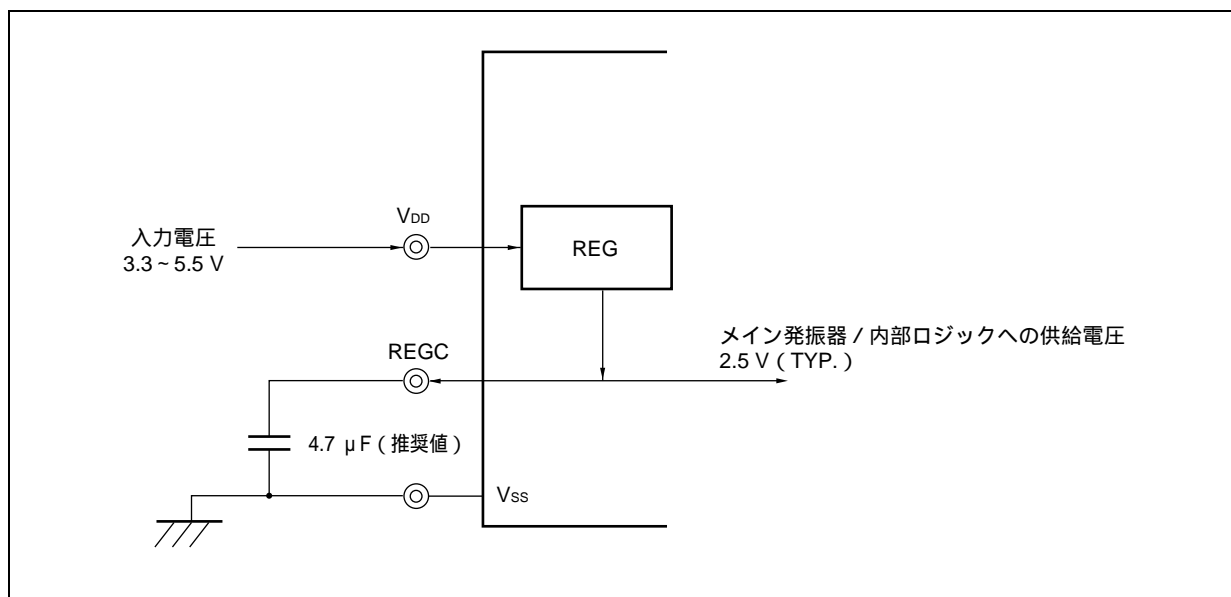 VDD
入力電圧
3.3 ~ 5.5 V
REG
REGC
メイン発振器 / 内部ロジックへの供給電圧
2.5 V ( TYP. )
4.7 μF ( 推奨値 )
VSS